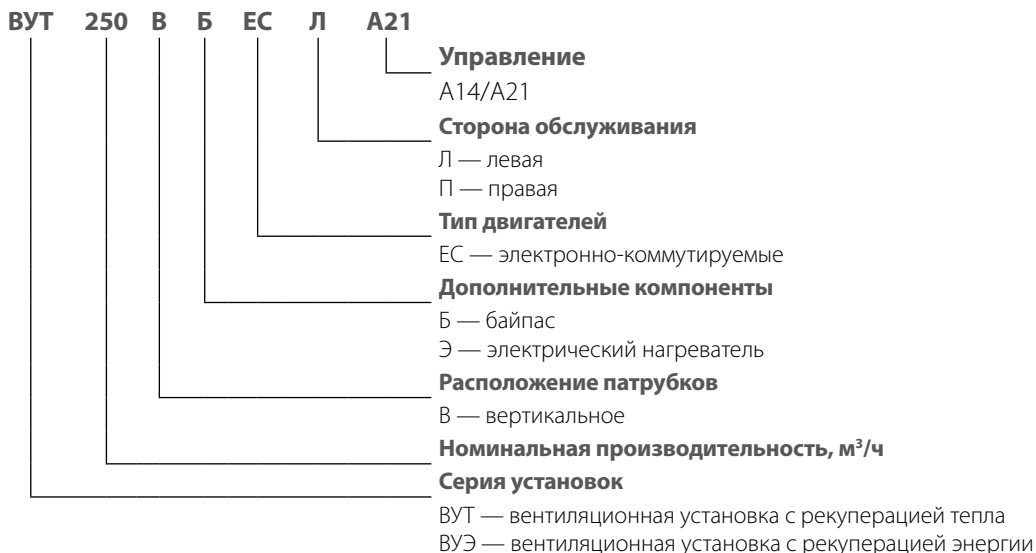 ВУТ 250 В Б ЕС Л А21
Управление
А14/А21
Сторона обслуживания
Л — левая
П — правая
Тип двигателей
ЕС — электронно-коммутируемые
Дополнительные компоненты
Б — байпас
Э — электрический нагреватель
Расположение патрубков
В — вертикальное
Номинальная производительность, м³/ч
Серия установок
ВУТ — вентиляционная установка с рекуперацией тепла
ВУЭ — вентиляционная установка с рекуперацией энергии